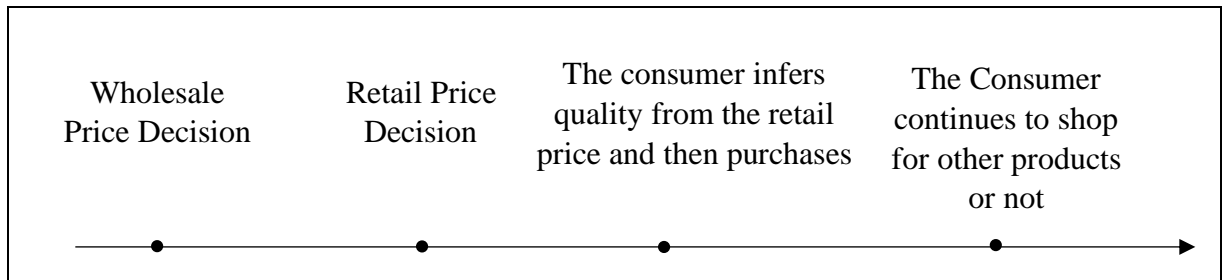 Wholesale
Price Decision
Retail Price
Decision
The consumer infers
quality from the retail
price and then purchases
The Consumer
continues to shop
for other products
or not